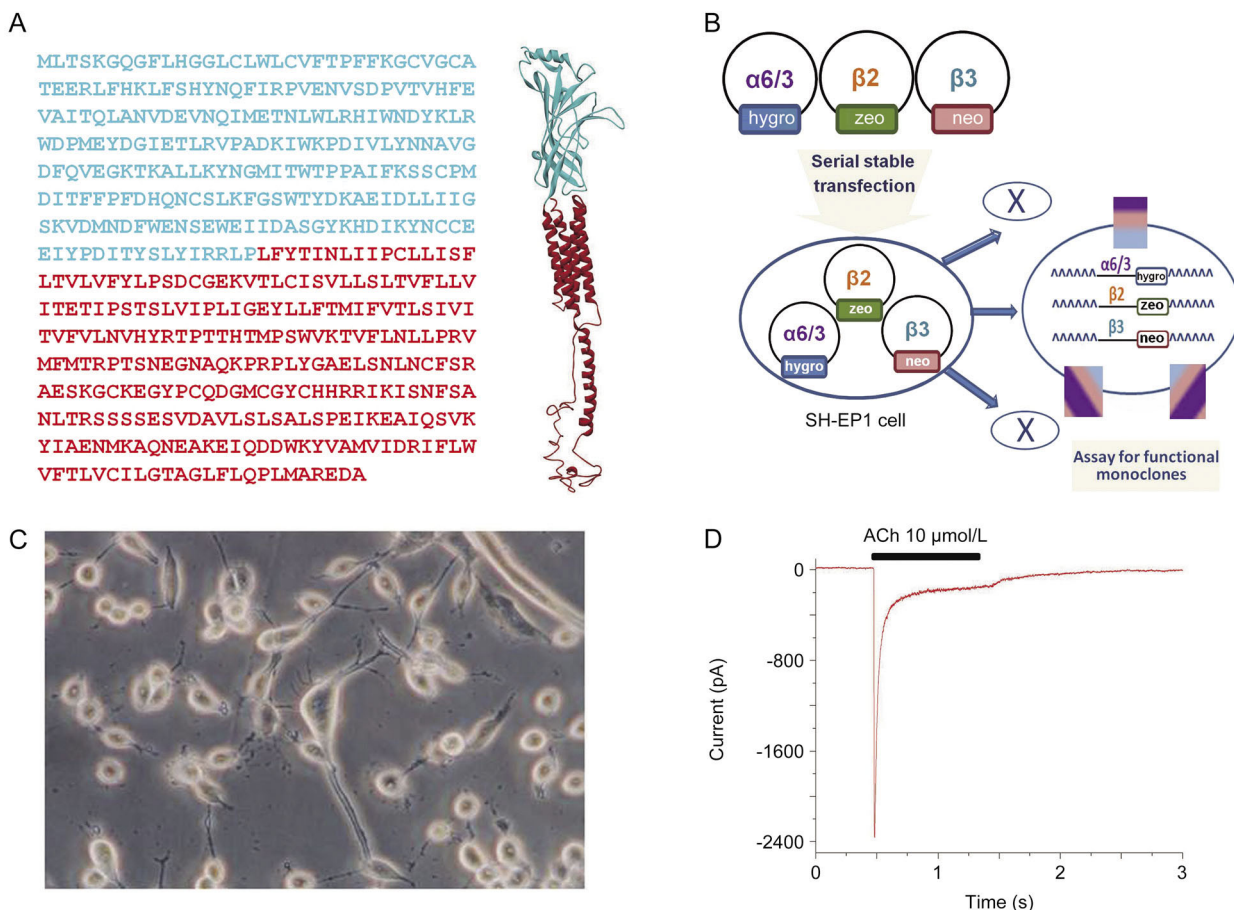 A
MLTSKGQGFLHGGLCLWLCVFTPFFKGCVGCA
TEERLFHKLFSHYNQFIRPVENVSDPVTVHFE
VAITQLANVDEVNQIMETNLWLRHIWNDYKLR
WDPMEYDGIETLRVPADKIWKPDIVLYNNAVG
DFQVEGKTKALLKYNGMITWTPPAIFKSSCPM
DITFFPFDHQNCSLKFGSWTYDKAEIDLLIIG
SKVDMNDFWENSEWEIIDASGYKHDIKYNCCE
EIYPDITYSLYIRRLPLFYTINLIIPCLLISF
LTVLVFYLPSDCGEKVTLCISVLLSLTVFLLV
ITETIPSTSLVIPLIGEYLLFTMIFVTLSIVI
TVFVLNVHYRTPTTHTMPSWVKTVFLNLLPRV
MFMTRPTSNEGNAQKPRPLYGAELSNLNCFSR
AESKGCKEGYPCQDGMCGYCHHRRIKISNFSA
NLTRSSSSESVDAVLSLSALSPEIKEAIQSVK
YIAENMKAQNEAKEIQDDWKYVAMVIDRIFLW
VFTLVCILGTAGLFLQPLMAREDA
B
α6/3 β2 β3
hygro zeo neo
Serial stable
transfection
β2
zeo
α6/3
hygro
β3
neo
SH-EP1 cell
X
X
α6/3
hygro
β2
zeo
β3
neo
Assay for functional
monoclones
C
D
ACh 10 μmol/L
Current (pA)
0
-800
-1600
-2400
0 1 2 3
Time (s)